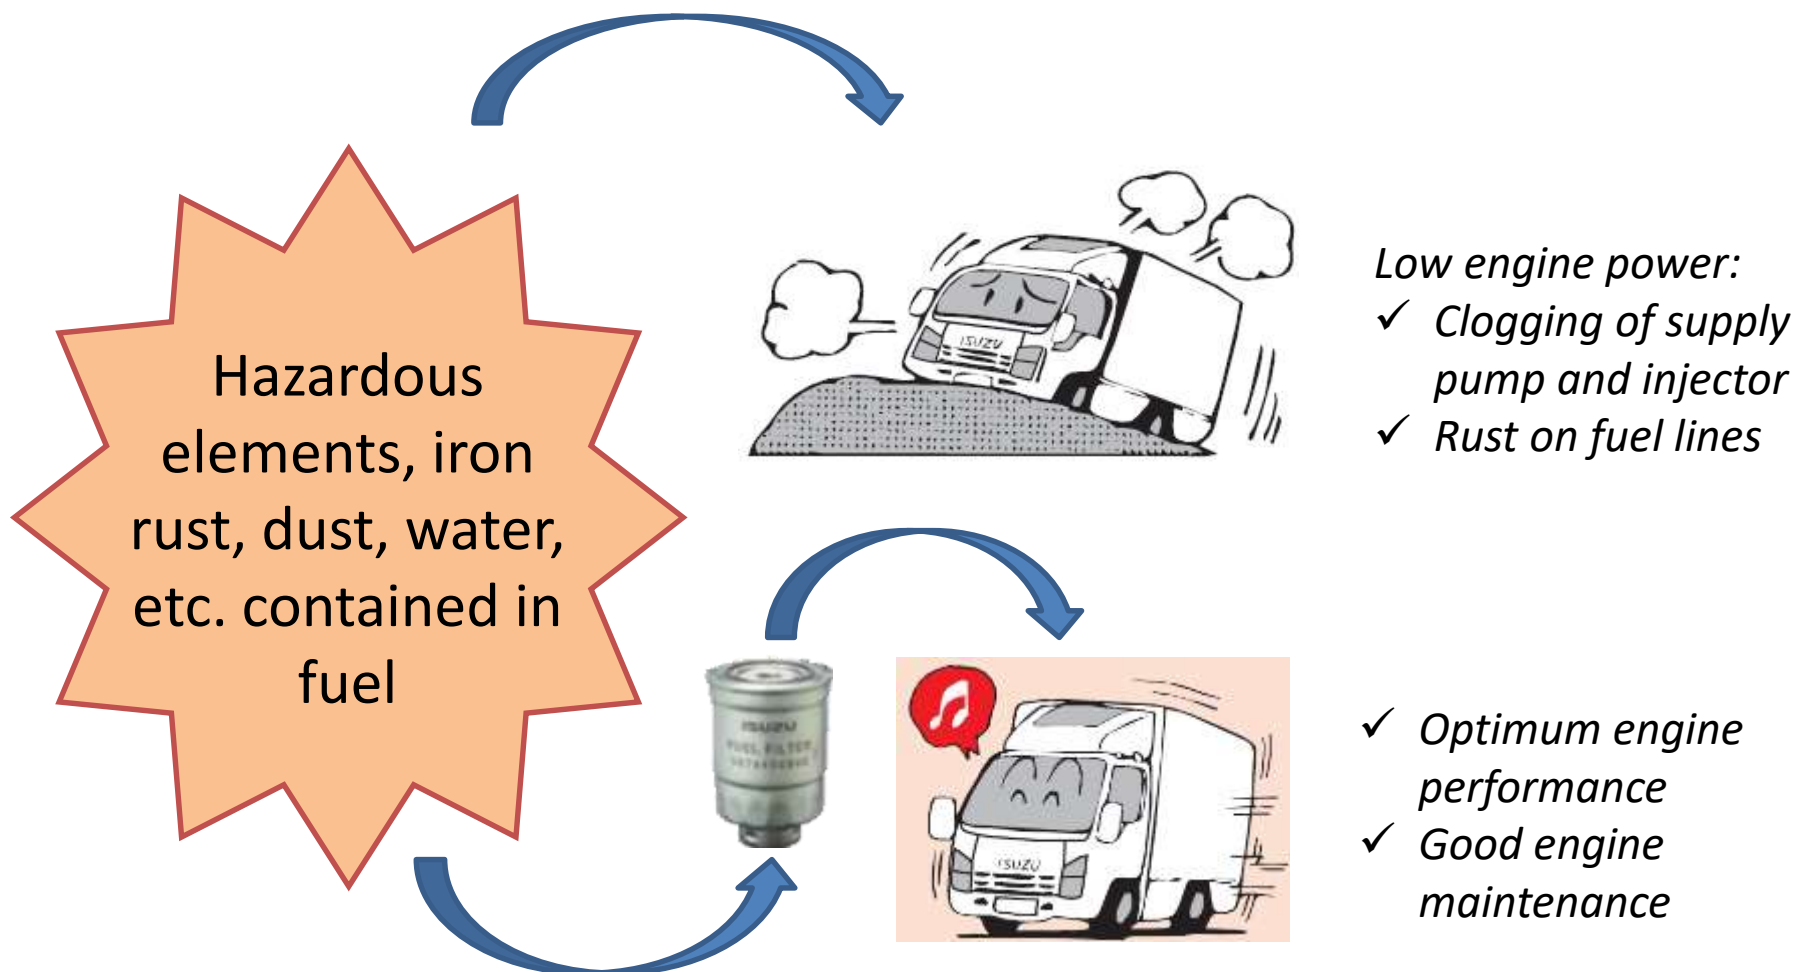 Hazardous
elements, iron
rust, dust, water,
etc. contained in
fuel
ISUZU
Low engine power:
✓ Clogging of supply
pump and injector
✓ Rust on fuel lines
ISUZU
FUEL FILTER
ISUZU
✓ Optimum engine
performance
✓ Good engine
maintenance